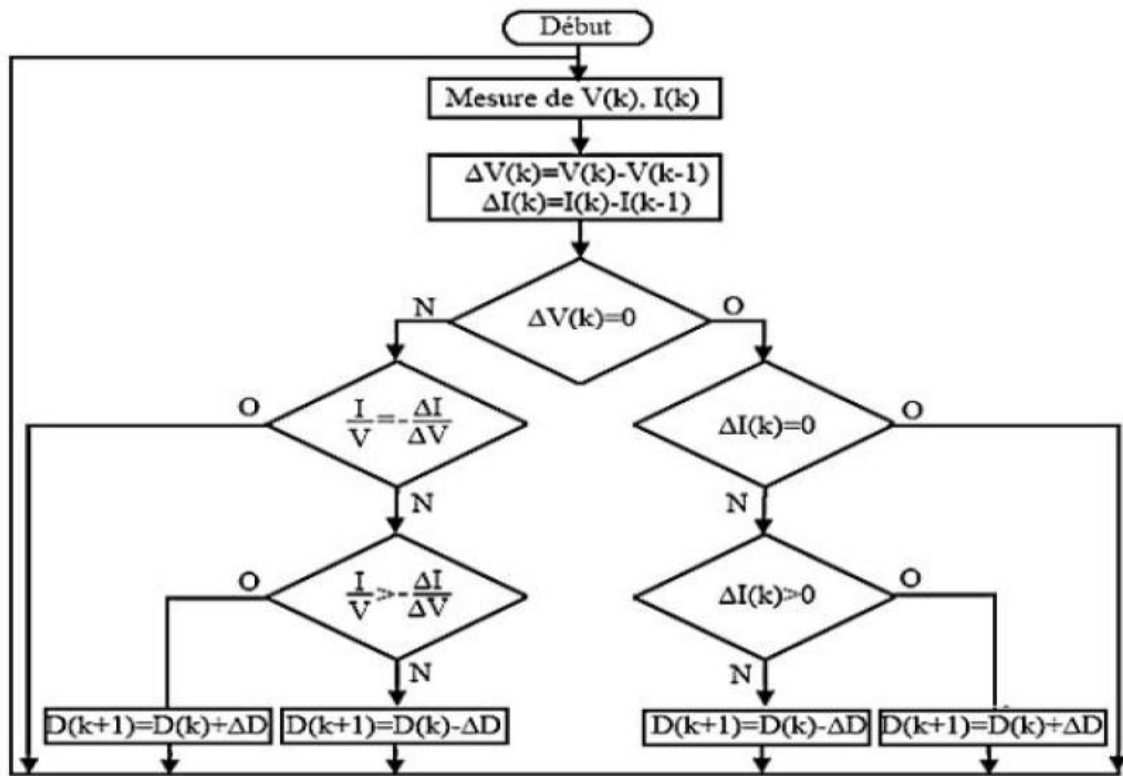 Début
Mesure de V(k), I(k)
ΔV(k)=V(k)-V(k-1)
ΔI(k)=I(k)-I(k-1)
N
ΔV(k)=0
O
O
I/V=-ΔI/ΔV
ΔI(k)=0
O
N
N
O
I/V>-ΔI/ΔV
ΔI(k)>0
O
N
N
D(k+1)=D(k)+ΔD
D(k+1)=D(k)-ΔD
D(k+1)=D(k)-ΔD
D(k+1)=D(k)+ΔD